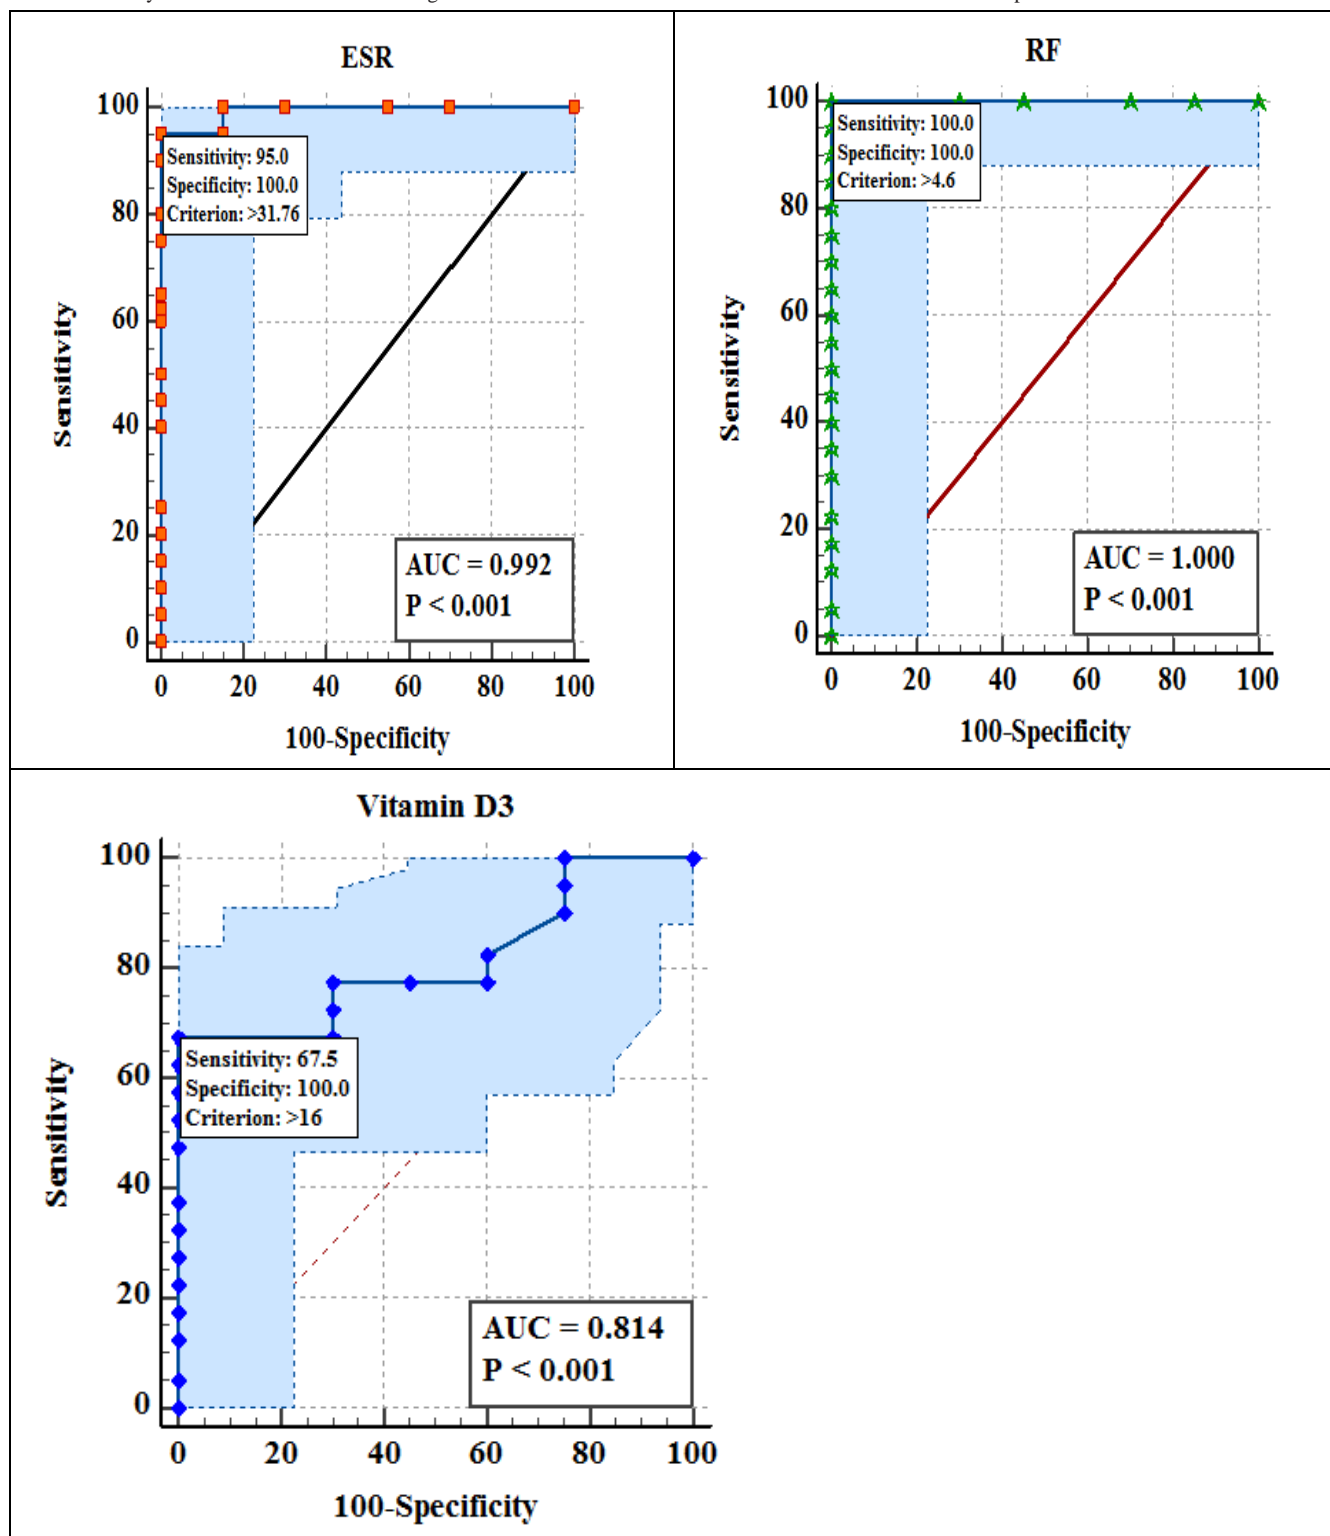 ESR
100
80
60
40
20
0
Sensitivity
Sensitivity: 95.0
Specificity: 100.0
Criterion: >31.76
AUC = 0.992
P < 0.001
0 20 40 60 80 100
100-Specificity
RF
100
80
60
40
20
0
Sensitivity
Sensitivity: 100.0
Specificity: 100.0
Criterion: >4.6
AUC = 1.000
P < 0.001
0 20 40 60 80 100
100-Specificity
Vitamin D3
100
80
60
40
20
0
Sensitivity
Sensitivity: 67.5
Specificity: 100.0
Criterion: >16
AUC = 0.814
P < 0.001
0 20 40 60 80 100
100-Specificity